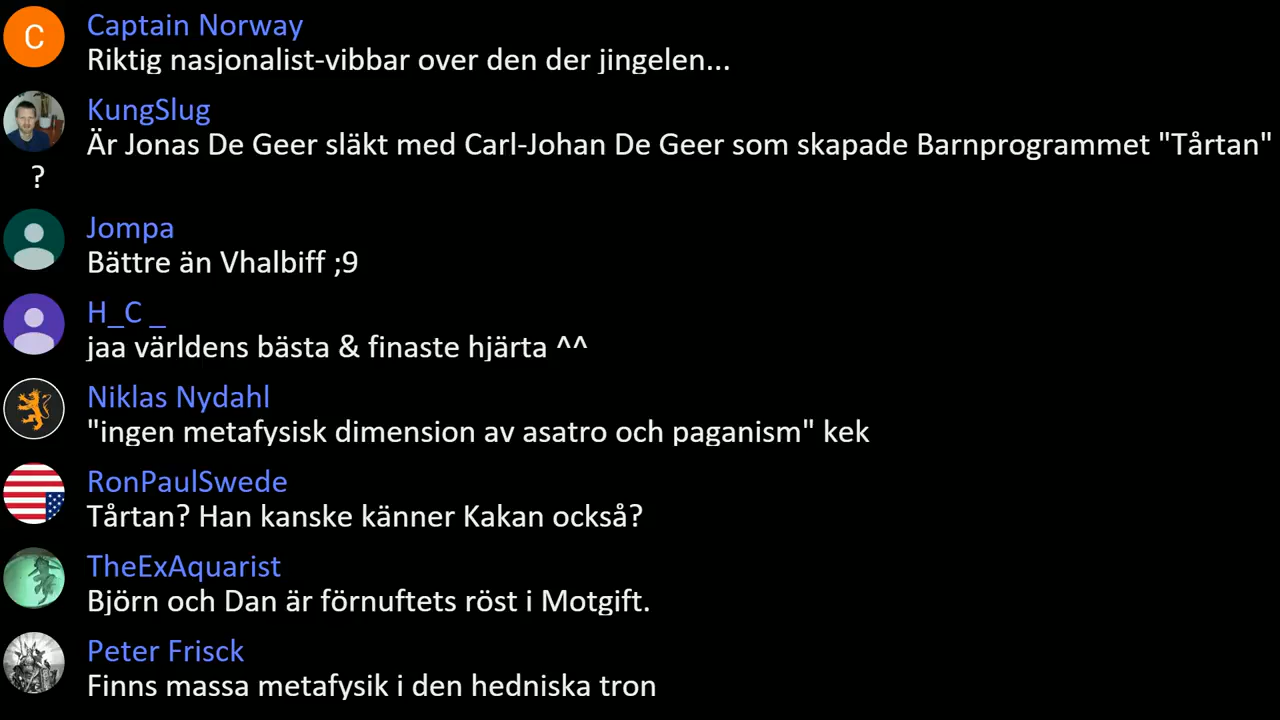 C
Captain Norway
Riktig nasjonalist-vibbar over den der jingelen...
KungSlug
Är Jonas De Geer släkt med Carl-Johan De Geer som skapade Barnprogrammet "Tårtan"
?
Jompa
Bättre än Vhalbiff ;9
H_C _
jaa världens bästa & finaste hjärta ^^
Niklas Nydahl
"ingen metafysisk dimension av asatro och paganism" kek
RonPaulSwede
Tårtan? Han kanske känner Kakan också?
TheExAquarist
Björn och Dan är förnuftets röst i Motgift.
Peter Frisck
Finns massa metafysik i den hedniska tron